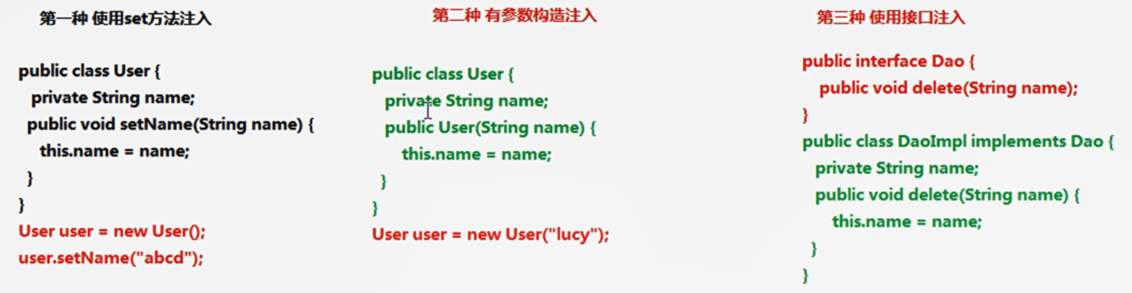 第一种 使用set方法注入
public class User {
private String name;
public void setName(String name) {
this.name = name;
}
}
User user = new User();
user.setName("abcd");
第二种 有参数构造注入
public class User {
private String name;
public User(String name) {
this.name = name;
}
}
User user = new User("lucy");
第三种 使用接口注入
public interface Dao {
public void delete(String name);
}
public class DaoImpl implements Dao {
private String name;
public void delete(String name) {
this.name = name;
}
}